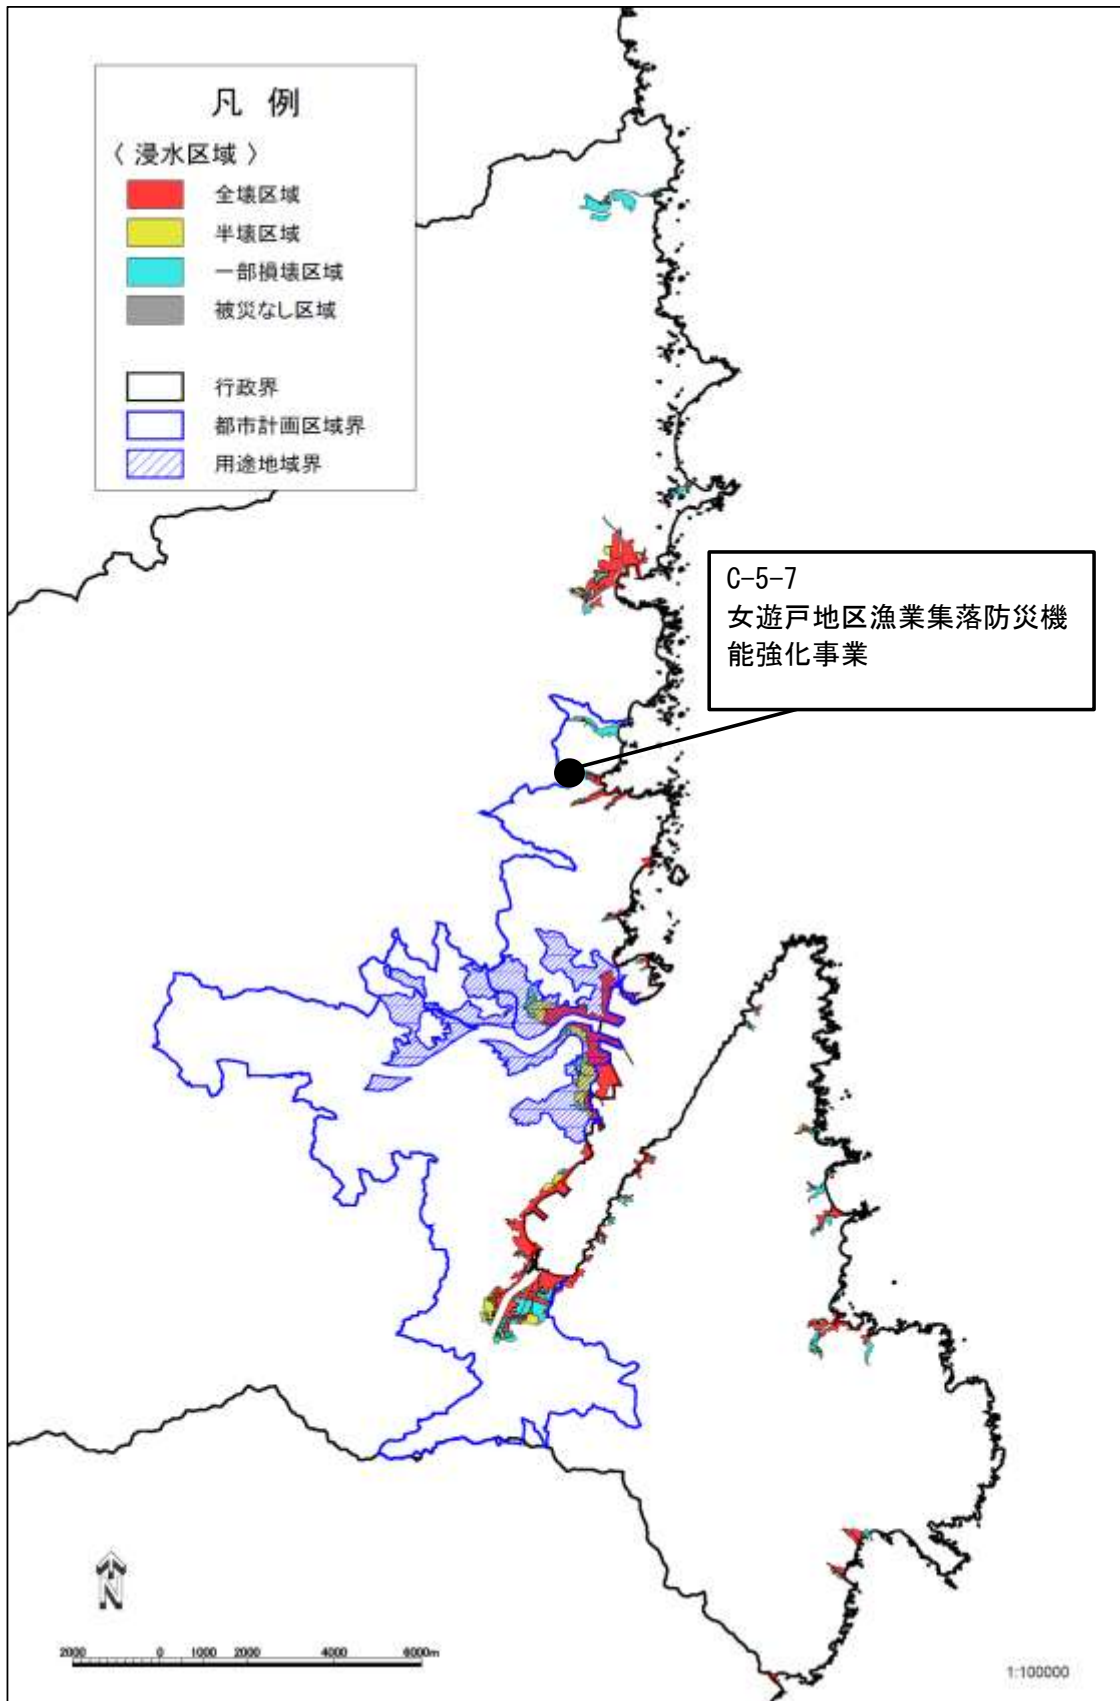 凡 例
〈 浸水区域 〉
全壊区域
半壊区域
一部損壊区域
被災なし区域
行政界
都市計画区域界
用途地域界
C-5-7
女遊戸地区漁業集落防災機
能強化事業
N
2000 0 1000 2000 4000 6000m
1:100000